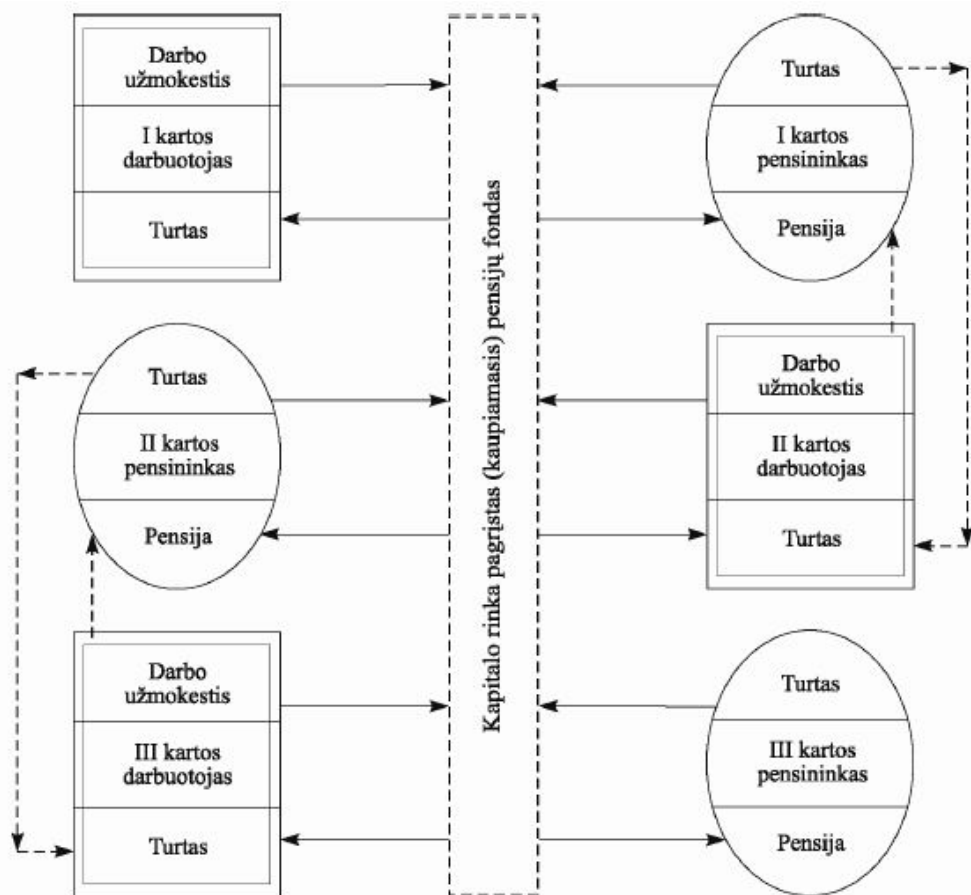 Darbo
užmokestis
I kartos
darbuotojas
Turtas
Turtas
II kartos
pensininkas
Pensija
Darbo
užmokestis
III kartos
darbuotojas
Turtas
Kapitalo rinka pagrįstas (kaupiamasis) pensijų fondas
Turtas
I kartos
pensininkas
Pensija
Darbo
užmokestis
II kartos
darbuotojas
Turtas
Turtas
III kartos
pensininkas
Pensija